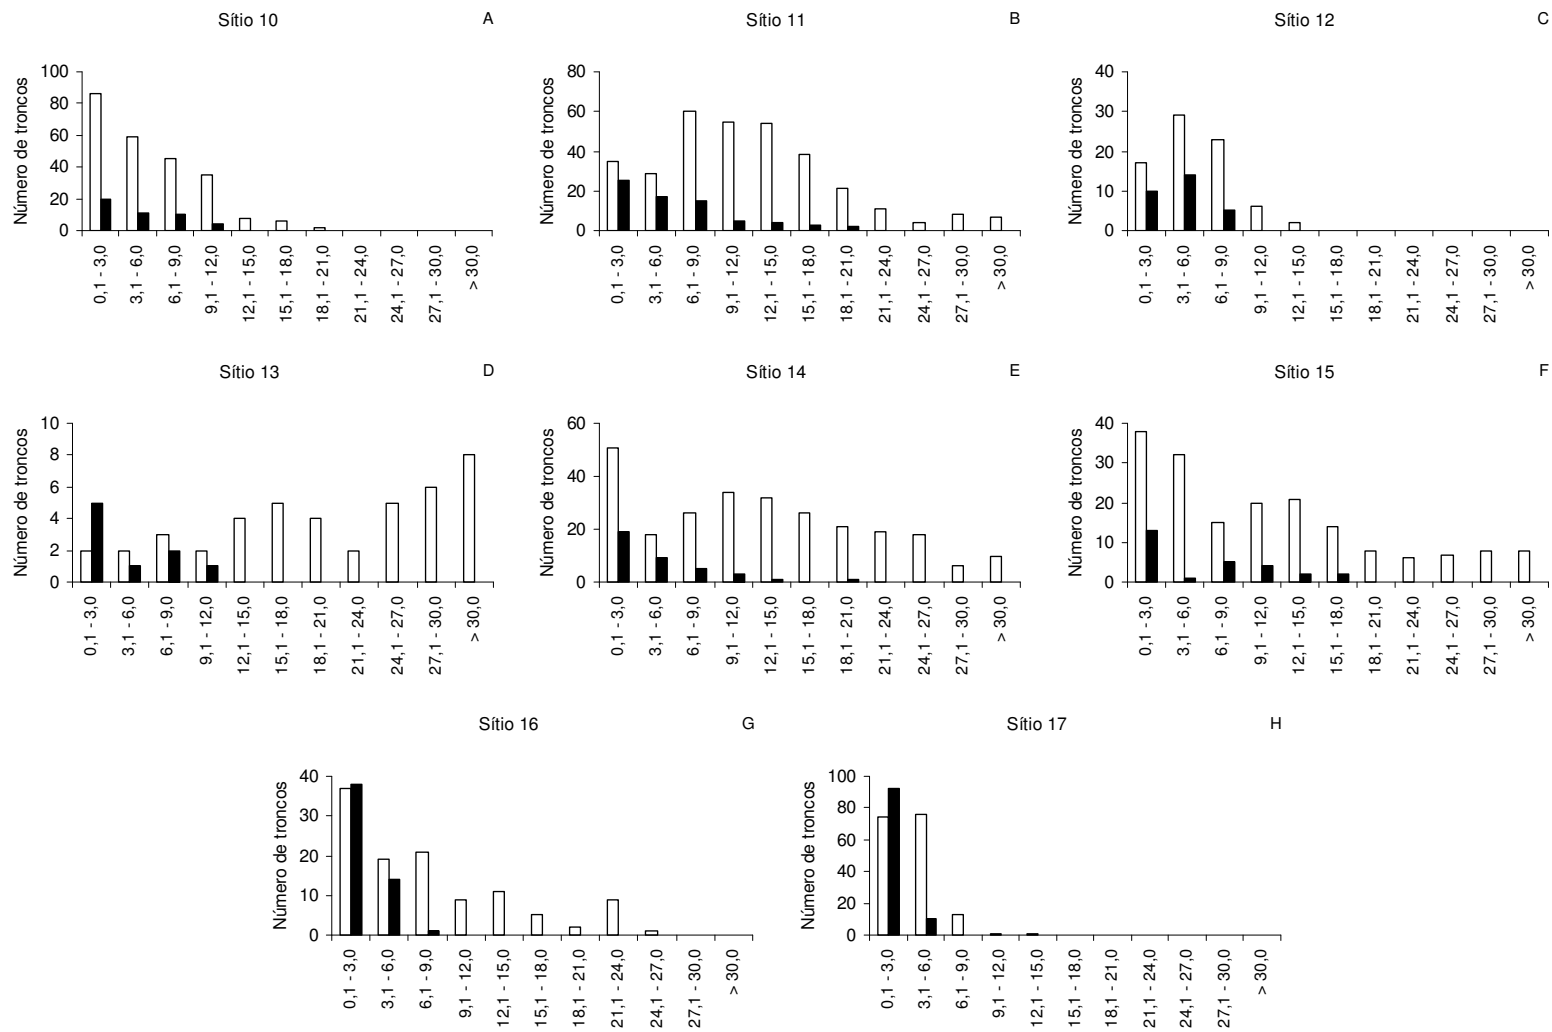 Sítio 10 A
Número de troncos
100
80
60
40
20
0
0,1 - 3,0
3,1 - 6,0
6,1 - 9,0
9,1 - 12,0
12,1 - 15,0
15,1 - 18,0
18,1 - 21,0
21,1 - 24,0
24,1 - 27,0
27,1 - 30,0
> 30,0
Sítio 11 B
Número de troncos
80
60
40
20
0
0,1 - 3,0
3,1 - 6,0
6,1 - 9,0
9,1 - 12,0
12,1 - 15,0
15,1 - 18,0
18,1 - 21,0
21,1 - 24,0
24,1 - 27,0
27,1 - 30,0
> 30,0
Sítio 12 C
Número de troncos
40
30
20
10
0
0,1 - 3,0
3,1 - 6,0
6,1 - 9,0
9,1 - 12,0
12,1 - 15,0
15,1 - 18,0
18,1 - 21,0
21,1 - 24,0
24,1 - 27,0
27,1 - 30,0
> 30,0
Sítio 13 D
Número de troncos
10
8
6
4
2
0
0,1 - 3,0
3,1 - 6,0
6,1 - 9,0
9,1 - 12,0
12,1 - 15,0
15,1 - 18,0
18,1 - 21,0
21,1 - 24,0
24,1 - 27,0
27,1 - 30,0
> 30,0
Sítio 14 E
Número de troncos
60
40
20
0
0,1 - 3,0
3,1 - 6,0
6,1 - 9,0
9,1 - 12,0
12,1 - 15,0
15,1 - 18,0
18,1 - 21,0
21,1 - 24,0
24,1 - 27,0
27,1 - 30,0
> 30,0
Sítio 15 F
Número de troncos
40
30
20
10
0
0,1 - 3,0
3,1 - 6,0
6,1 - 9,0
9,1 - 12,0
12,1 - 15,0
15,1 - 18,0
18,1 - 21,0
21,1 - 24,0
24,1 - 27,0
27,1 - 30,0
> 30,0
Sítio 16 G
Número de troncos
40
30
20
10
0
0,1 - 3,0
3,1 - 6,0
6,1 - 9,0
9,1 - 12,0
12,1 - 15,0
15,1 - 18,0
18,1 - 21,0
21,1 - 24,0
24,1 - 27,0
27,1 - 30,0
> 30,0
Sítio 17 H
Número de troncos
100
80
60
40
20
0
0,1 - 3,0
3,1 - 6,0
6,1 - 9,0
9,1 - 12,0
12,1 - 15,0
15,1 - 18,0
18,1 - 21,0
21,1 - 24,0
24,1 - 27,0
27,1 - 30,0
> 30,0